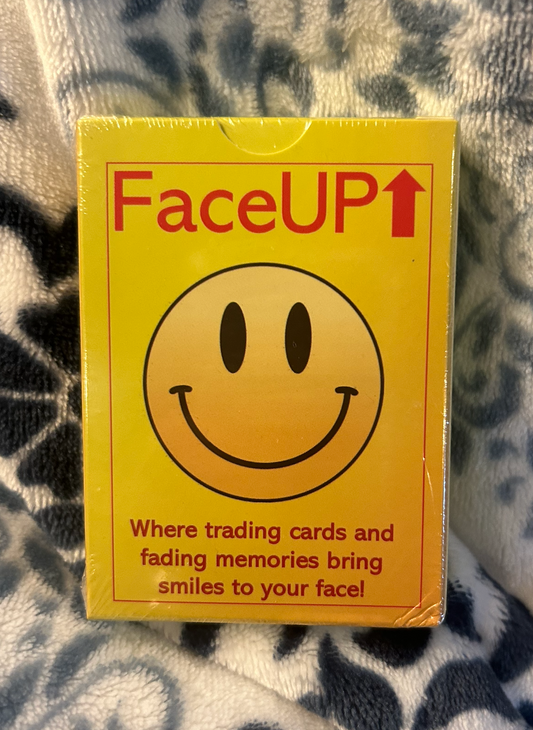 FaceUP↑
Where trading cards and
fading memories bring
smiles to your face!